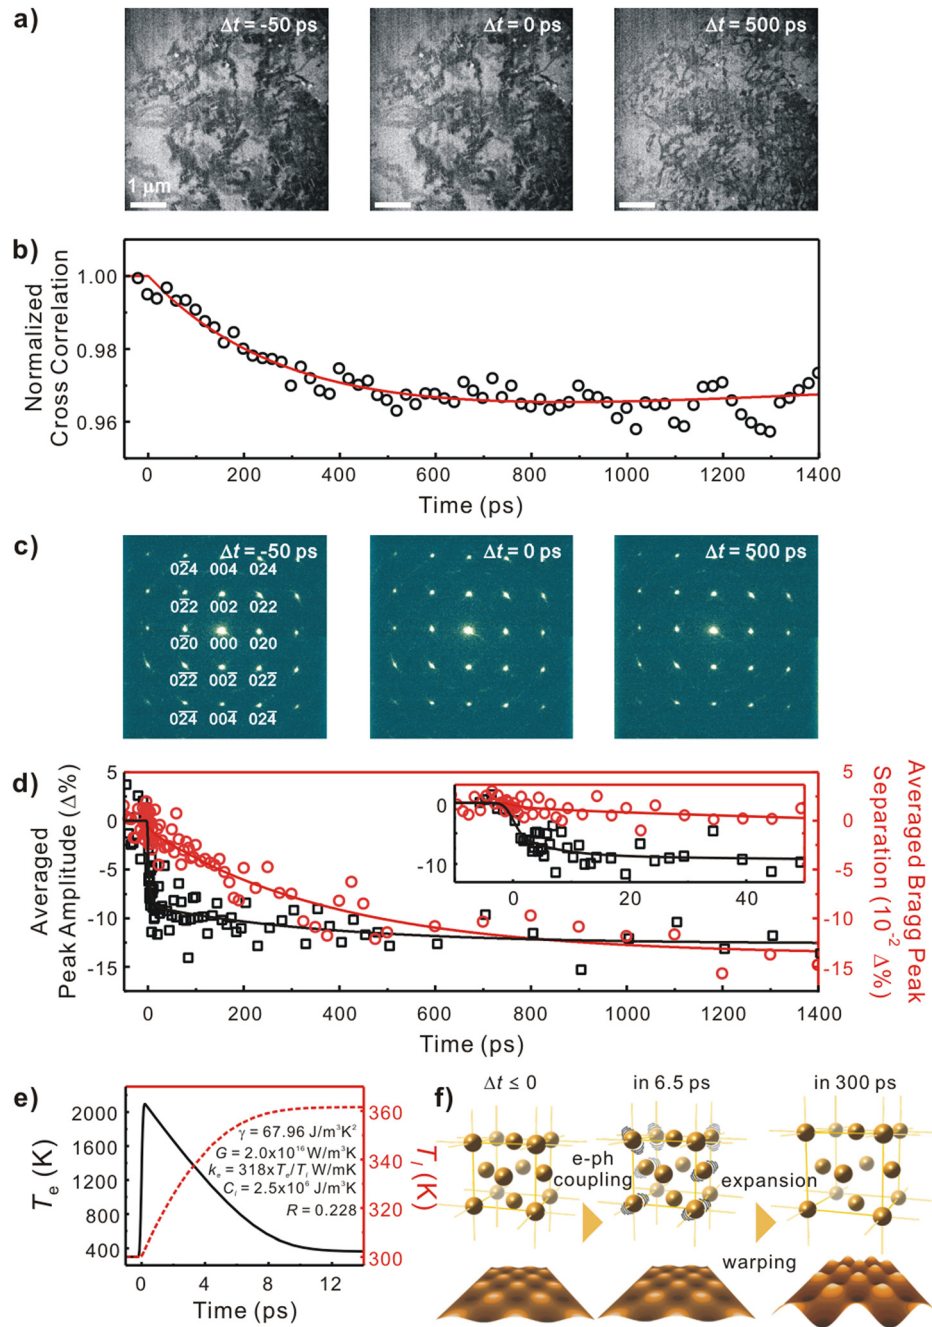 a)
Δt = -50 ps
Δt = 0 ps
Δt = 500 ps
1 μm
b)
Normalized
Cross Correlation
1.00
0.98
0.96
0 200 400 600 800 1000 1200 1400
Time (ps)
c)
Δt = -50 ps
Δt = 0 ps
Δt = 500 ps
02̅4 004 024
02̅2 002 022
02̅0 000 020
02̅2̅ 002̅ 022̅
02̅4̅ 004̅ 024̅
d)
Averaged
Peak Amplitude (Δ%)
5
0
-5
-10
-15
0
-10
0 20 40
5
0
-5
-10
-15
Averaged Bragg Peak
Separation (10⁻² Δ%)
0 200 400 600 800 1000 1200 1400
Time (ps)
e)
Te (K)
2000
1600
1200
800
400
γ = 67.96 J/m³K²
G = 2.0x10¹⁶ W/m³K
ke = 318xTe/Tl W/mK
Cl = 2.5x10⁶ J/m³K
R = 0.228
360
340
320
300
Tl (K)
0 4 8 12
Time (ps)
f)
Δt ≤ 0
in 6.5 ps
in 300 ps
e-ph
coupling
expansion
warping